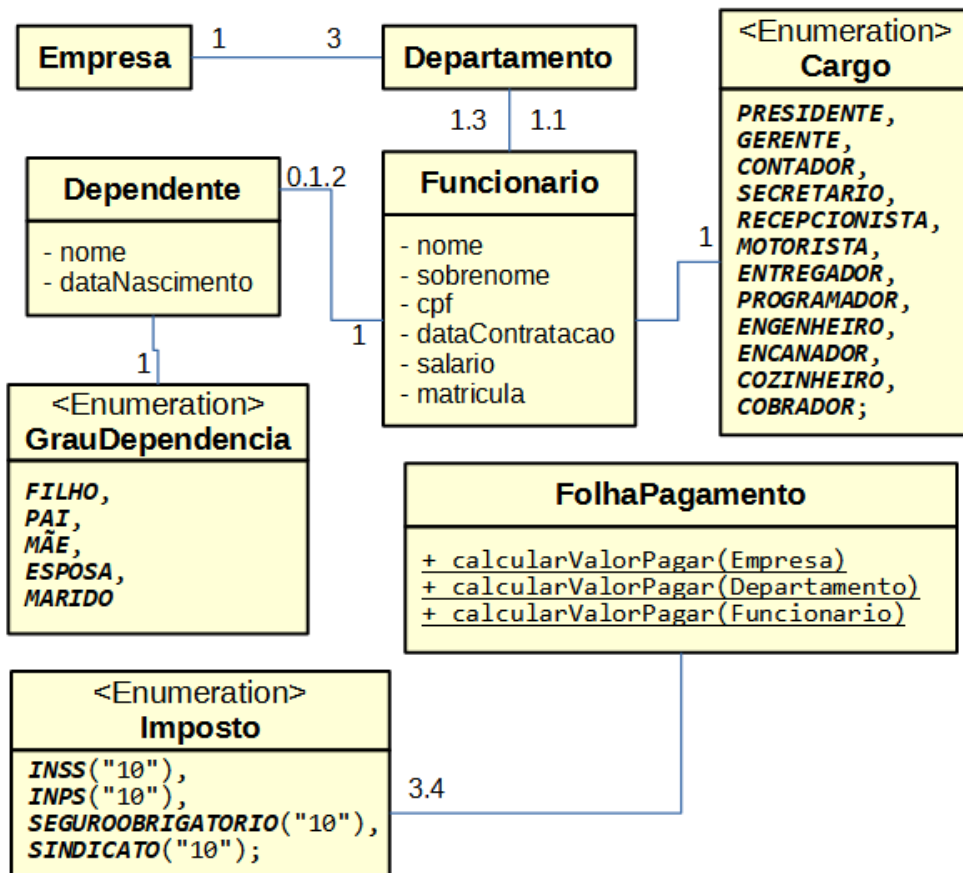 Empresa
1
3
Departamento
<Enumeration>
Cargo
PRESIDENTE,
GERENTE,
CONTADOR,
SECRETARIO,
RECEPCIONISTA,
MOTORISTA,
ENTREGADOR,
PROGRAMADOR,
ENGENHEIRO,
ENCANADOR,
COZINHEIRO,
COBRADOR;
1.3
1.1
Dependente
- nome
- dataNascimento
0.1.2
1
Funcionario
- nome
- sobrenome
- cpf
- dataContratacao
- salario
- matricula
1
1
<Enumeration>
GrauDependencia
FILHO,
PAI,
MÃE,
ESPOSA,
MARIDO
FolhaPagamento
+ calcularValorPagar(Empresa)
+ calcularValorPagar(Departamento)
+ calcularValorPagar(Funcionario)
<Enumeration>
Imposto
INSS("10"),
INPS("10"),
SEGUROOBRIGATORIO("10"),
SINDICATO("10");
3.4